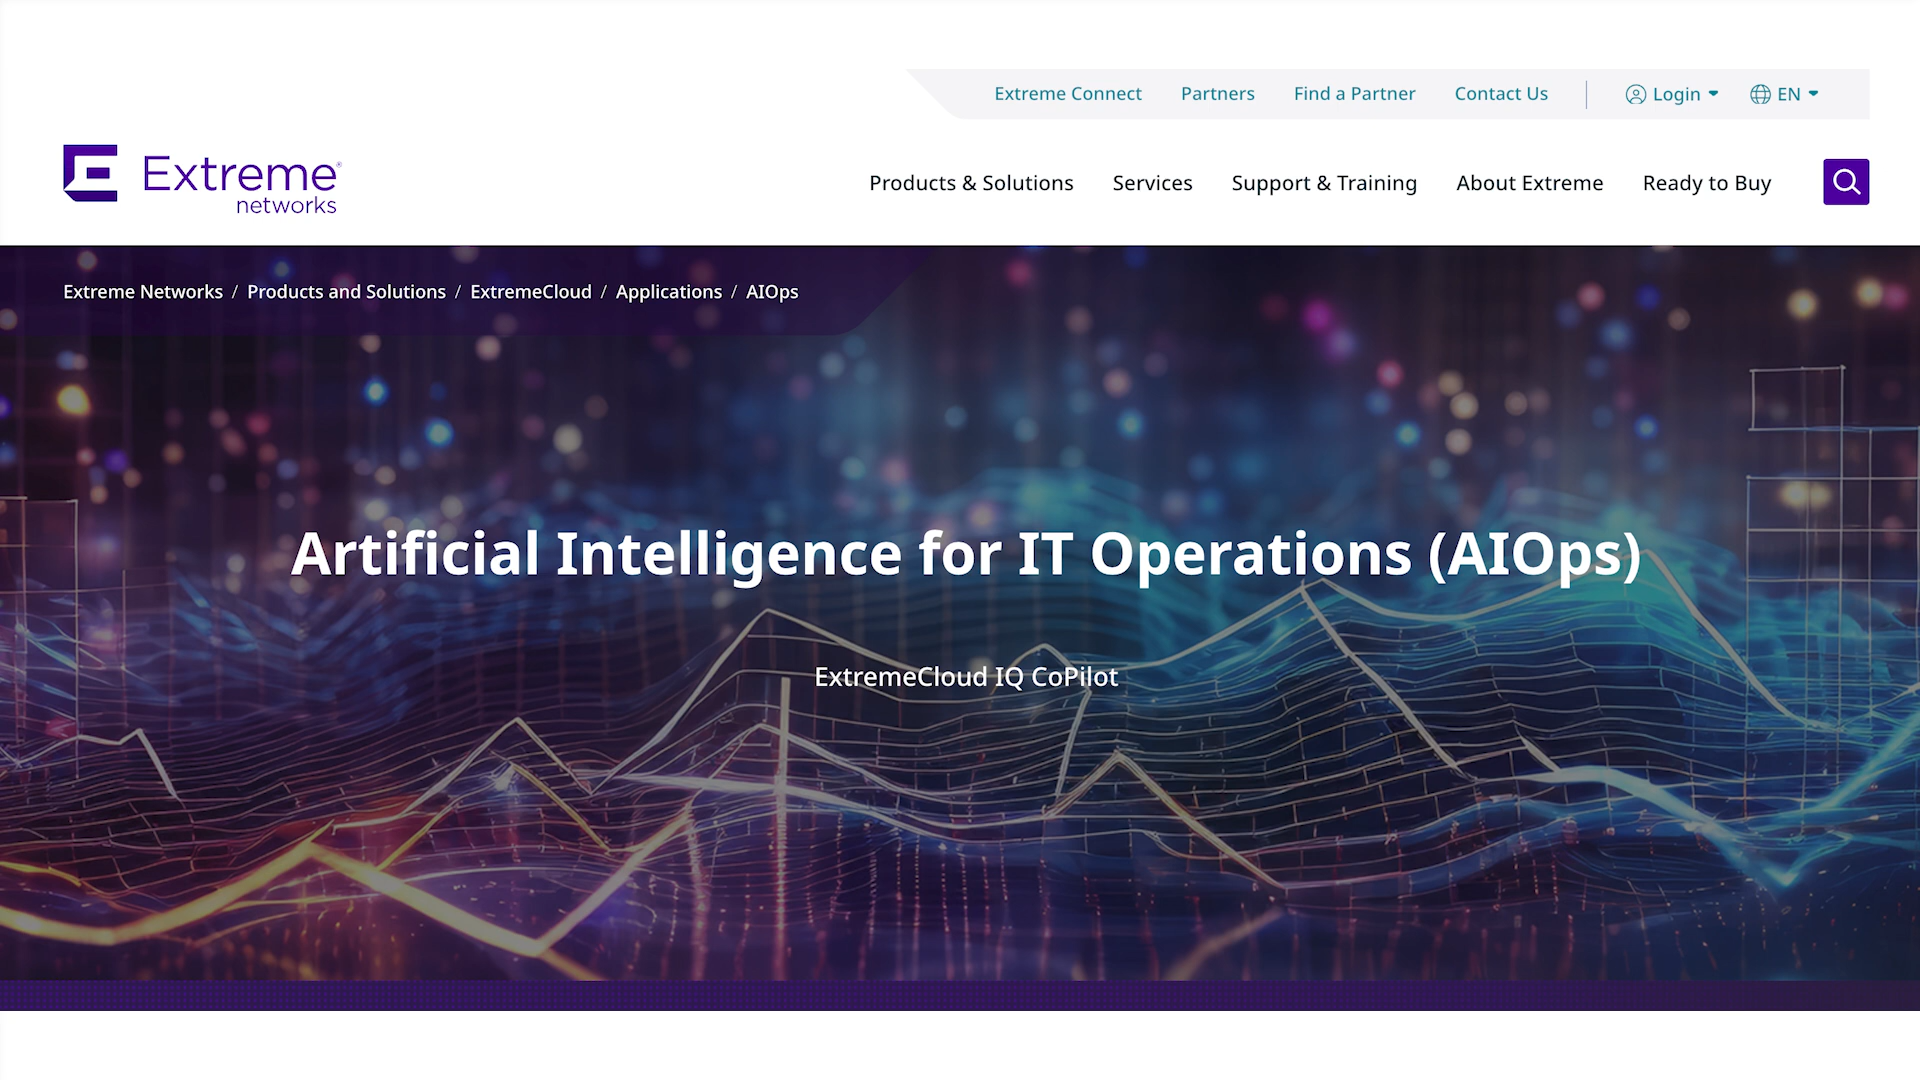 Extreme Connect Partners Find a Partner Contact Us Login EN
Extreme®
networks
Products & Solutions Services Support & Training About Extreme Ready to Buy
Extreme Networks / Products and Solutions / ExtremeCloud / Applications / AIOps
Artificial Intelligence for IT Operations (AIOps)
ExtremeCloud IQ CoPilot